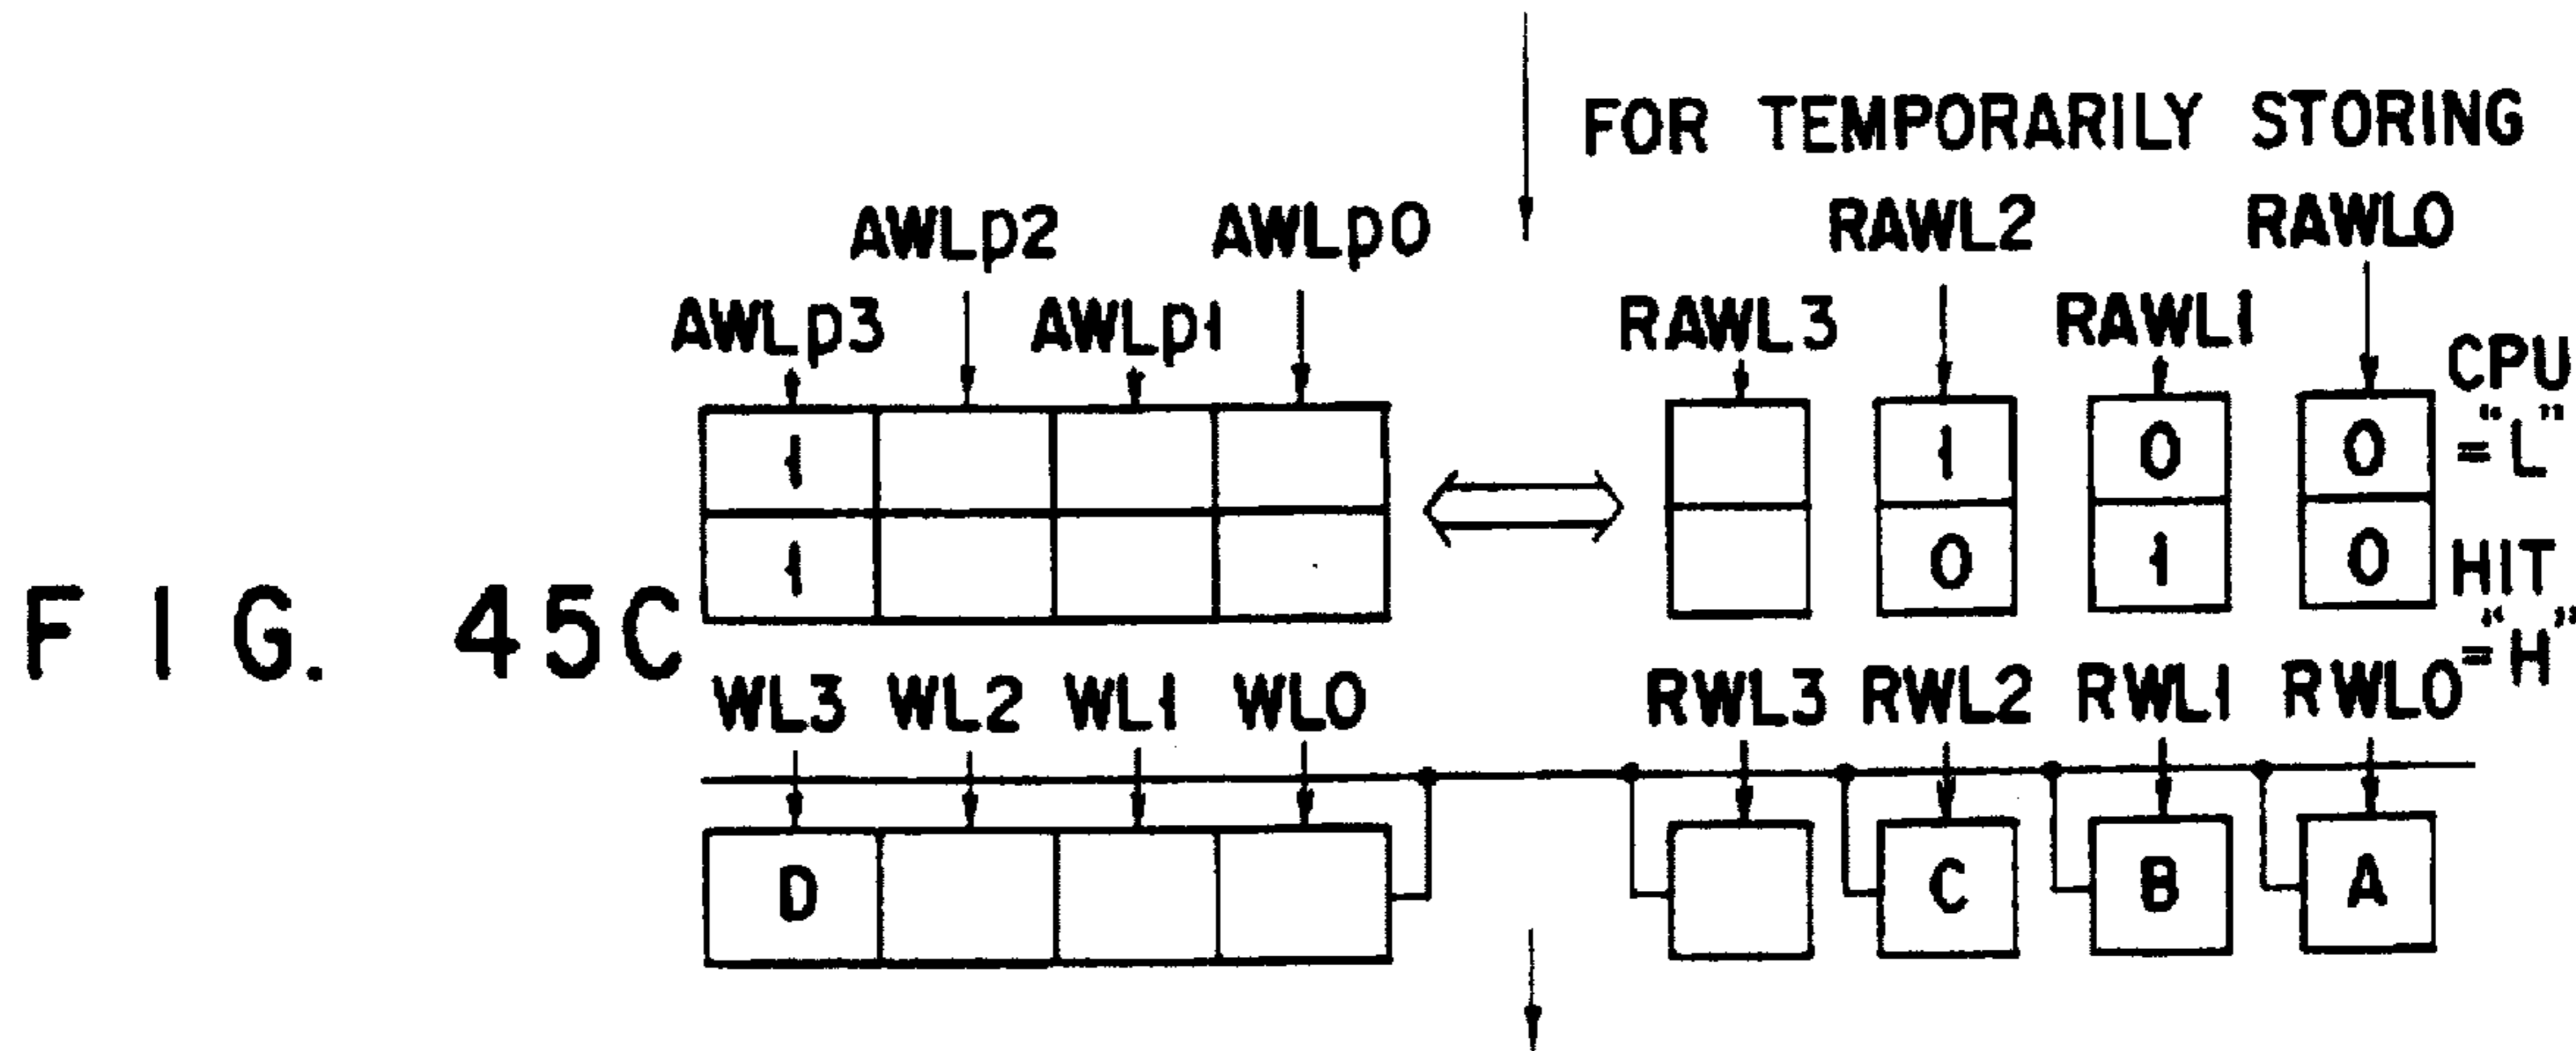 FOR TEMPORARILY STORING
AWLp2 AWLp0 RAWL2 RAWL0
AWLp3 AWLp1 RAWL3 RAWL1
CPU
="L"
1 1 0 0
1 0 1 0
HIT
="H"
FIG. 45C
WL3 WL2 WL1 WL0 RWL3 RWL2 RWL1 RWL0
D C B A